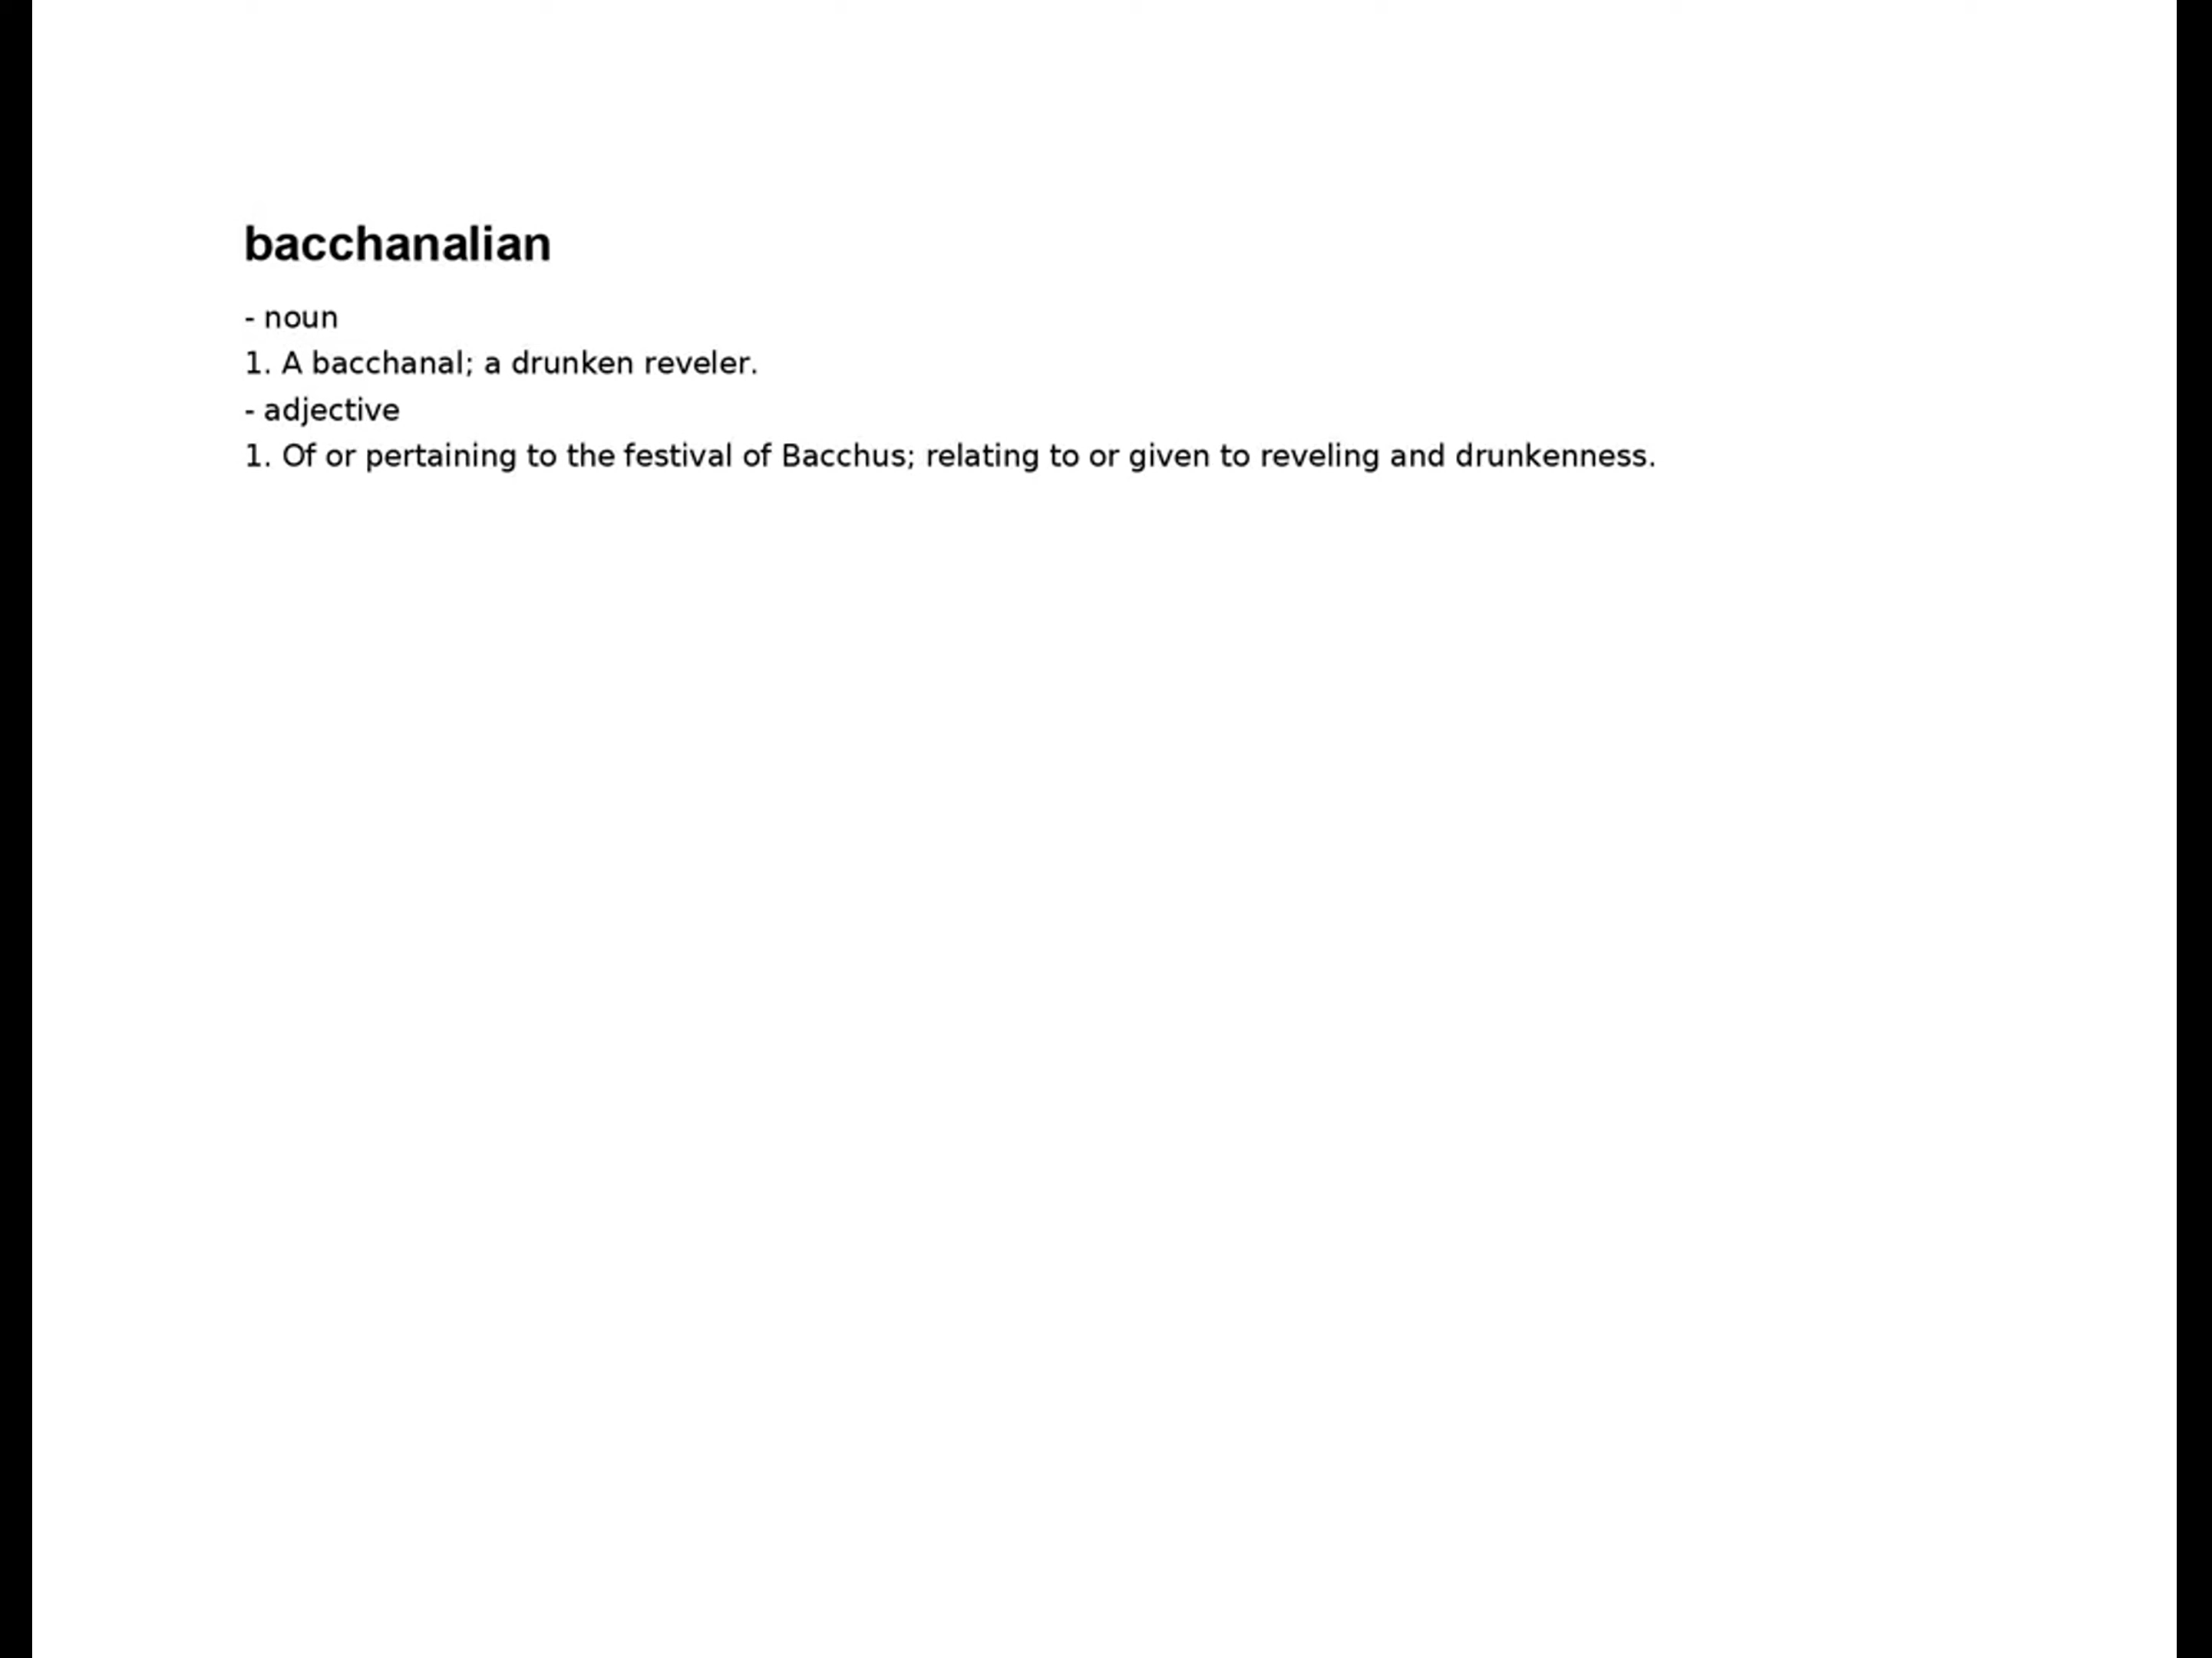 bacchanalian
- noun
1. A bacchanal; a drunken reveler.
- adjective
1. Of or pertaining to the festival of Bacchus; relating to or given to reveling and drunkenness.